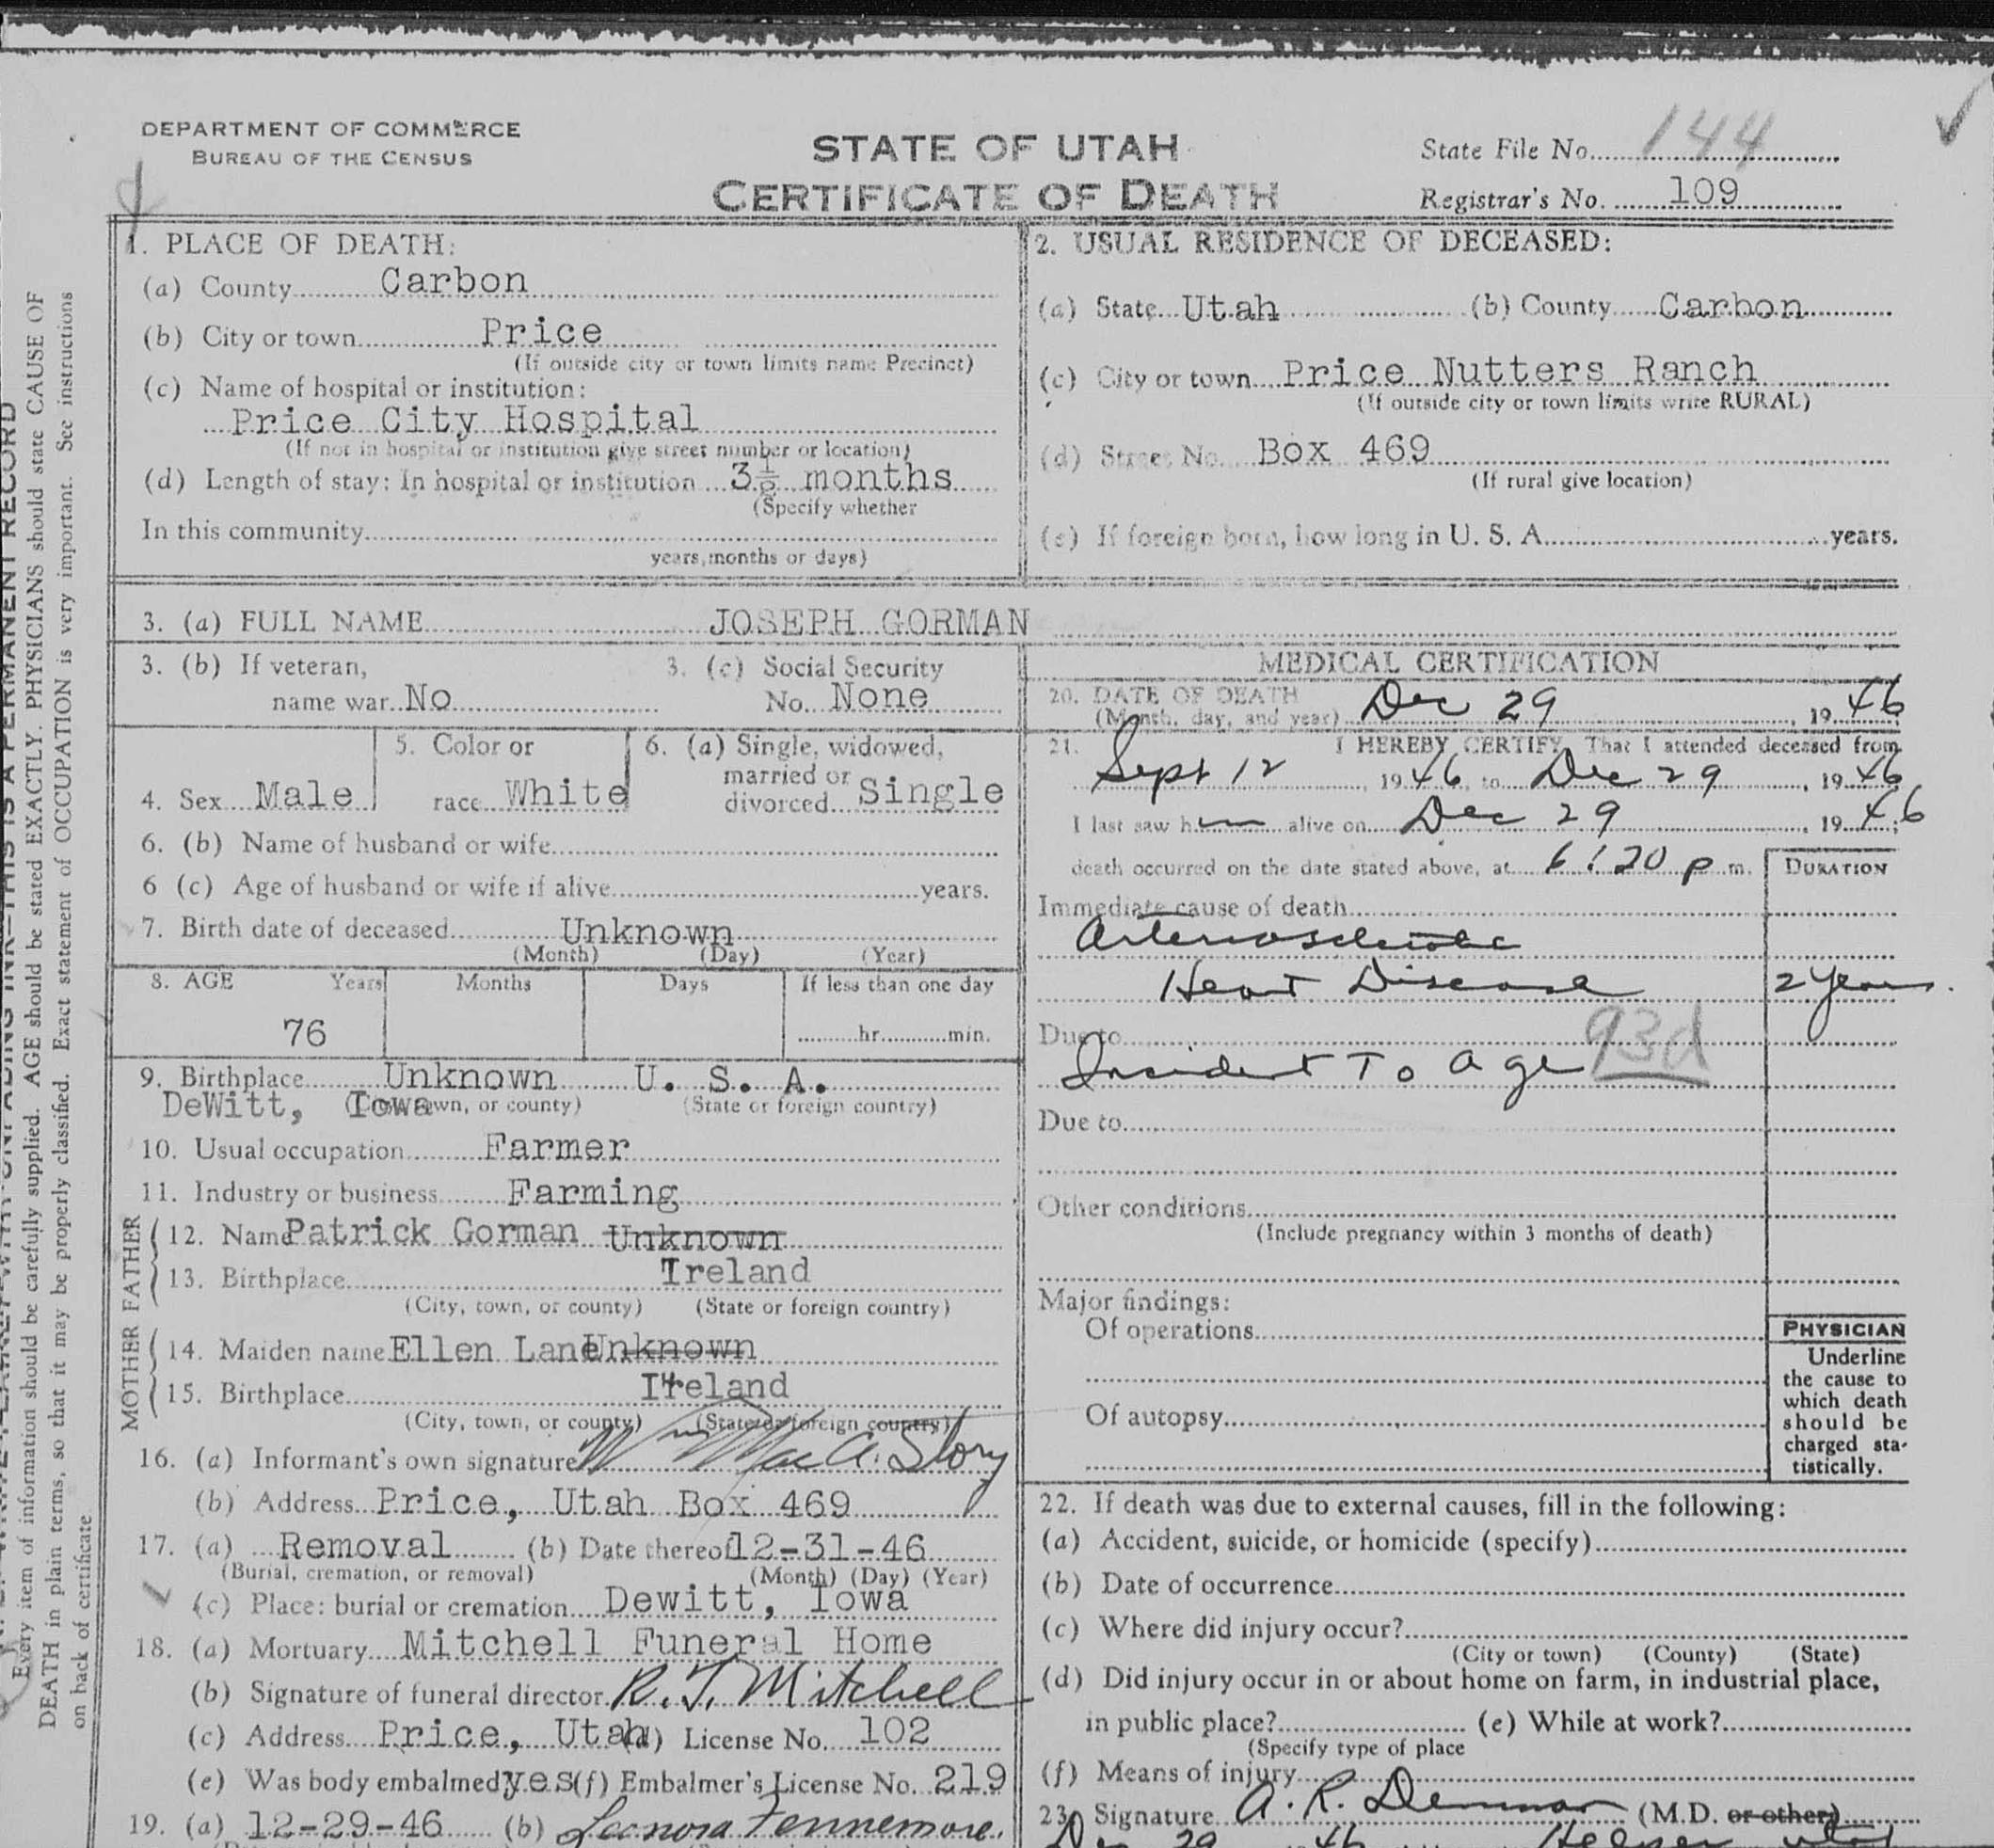 DEPARTMENT OF COMMERCE
BUREAU OF THE CENSUS
STATE OF UTAH
CERTIFICATE OF DEATH
State File No. 144
Registrar's No. 109
1. PLACE OF DEATH:
(a) County Carbon
(b) City or town Price
(If outside city or town limits name Precinct)
(c) Name of hospital or institution:
Price City Hospital
(If not in hospital or institution give street number or location)
(d) Length of stay: In hospital or institution 3½ months
(Specify whether
In this community
years, months or days)
2. USUAL RESIDENCE OF DECEASED:
(a) State Utah (b) County Carbon
(c) City or town Price Nutters Ranch
(If outside city or town limits write RURAL)
(d) Street No. Box 469
(If rural give location)
(e) If foreign born, how long in U. S. A. years.
3. (a) FULL NAME JOSEPH GORMAN
3. (b) If veteran,
name war No
3. (c) Social Security
No. None
4. Sex Male
5. Color or
race White
6. (a) Single, widowed,
married or
divorced Single
6. (b) Name of husband or wife
6 (c) Age of husband or wife if alive years.
7. Birth date of deceased Unknown
(Month) (Day) (Year)
8. AGE Years Months Days If less than one day
76 hr. min.
9. Birthplace Unknown U. S. A.
DeWitt, Iowa (City, town, or county) (State or foreign country)
10. Usual occupation Farmer
11. Industry or business Farming
FATHER
12. Name Patrick Gorman Unknown
13. Birthplace Ireland
(City, town, or county) (State or foreign country)
MOTHER
14. Maiden name Ellen Lane Unknown
15. Birthplace Ireland
(City, town, or county) (State or foreign country)
16. (a) Informant's own signature Mae A. Story
(b) Address Price, Utah Box 469
17. (a) Removal (b) Date thereof 12-31-46
(Burial, cremation, or removal) (Month) (Day) (Year)
(c) Place: burial or cremation Dewitt, Iowa
18. (a) Mortuary Mitchell Funeral Home
(b) Signature of funeral director R. T. Mitchell
(c) Address Price, Utah (d) License No. 102
(e) Was body embalmed yes (f) Embalmer's License No. 219
19. (a) 12-29-46 (b) Leonora Fennemore.
MEDICAL CERTIFICATION
20. DATE OF DEATH
(Month, day, and year) Dec 29, 1946
21. I HEREBY CERTIFY, That I attended deceased from
Sept 12, 1946, to Dec 29, 1946
I last saw him alive on Dec 29, 1946;
death occurred on the date stated above, at 6:20 p m.
DURATION
Immediate cause of death
Arteriosclerotic
Heart Disease 2 years.
Due to
Incident To age 93d
Due to
Other conditions
(Include pregnancy within 3 months of death)
Major findings:
Of operations
Of autopsy
PHYSICIAN
Underline
the cause to
which death
should be
charged sta-
tistically.
22. If death was due to external causes, fill in the following:
(a) Accident, suicide, or homicide (specify)
(b) Date of occurrence
(c) Where did injury occur?
(City or town) (County) (State)
(d) Did injury occur in or about home on farm, in industrial place,
in public place? (e) While at work?
(Specify type of place
(f) Means of injury
23. Signature A. R. Demman (M.D. or other)
Dec 29 46 Helper Utah
THIS IS A PERMANENT RECORD
Every item of information should be carefully supplied. AGE should be stated EXACTLY. PHYSICIANS should state CAUSE OF
DEATH in plain terms, so that it may be properly classified. Exact statement of OCCUPATION is very important. See instructions
on back of certificate